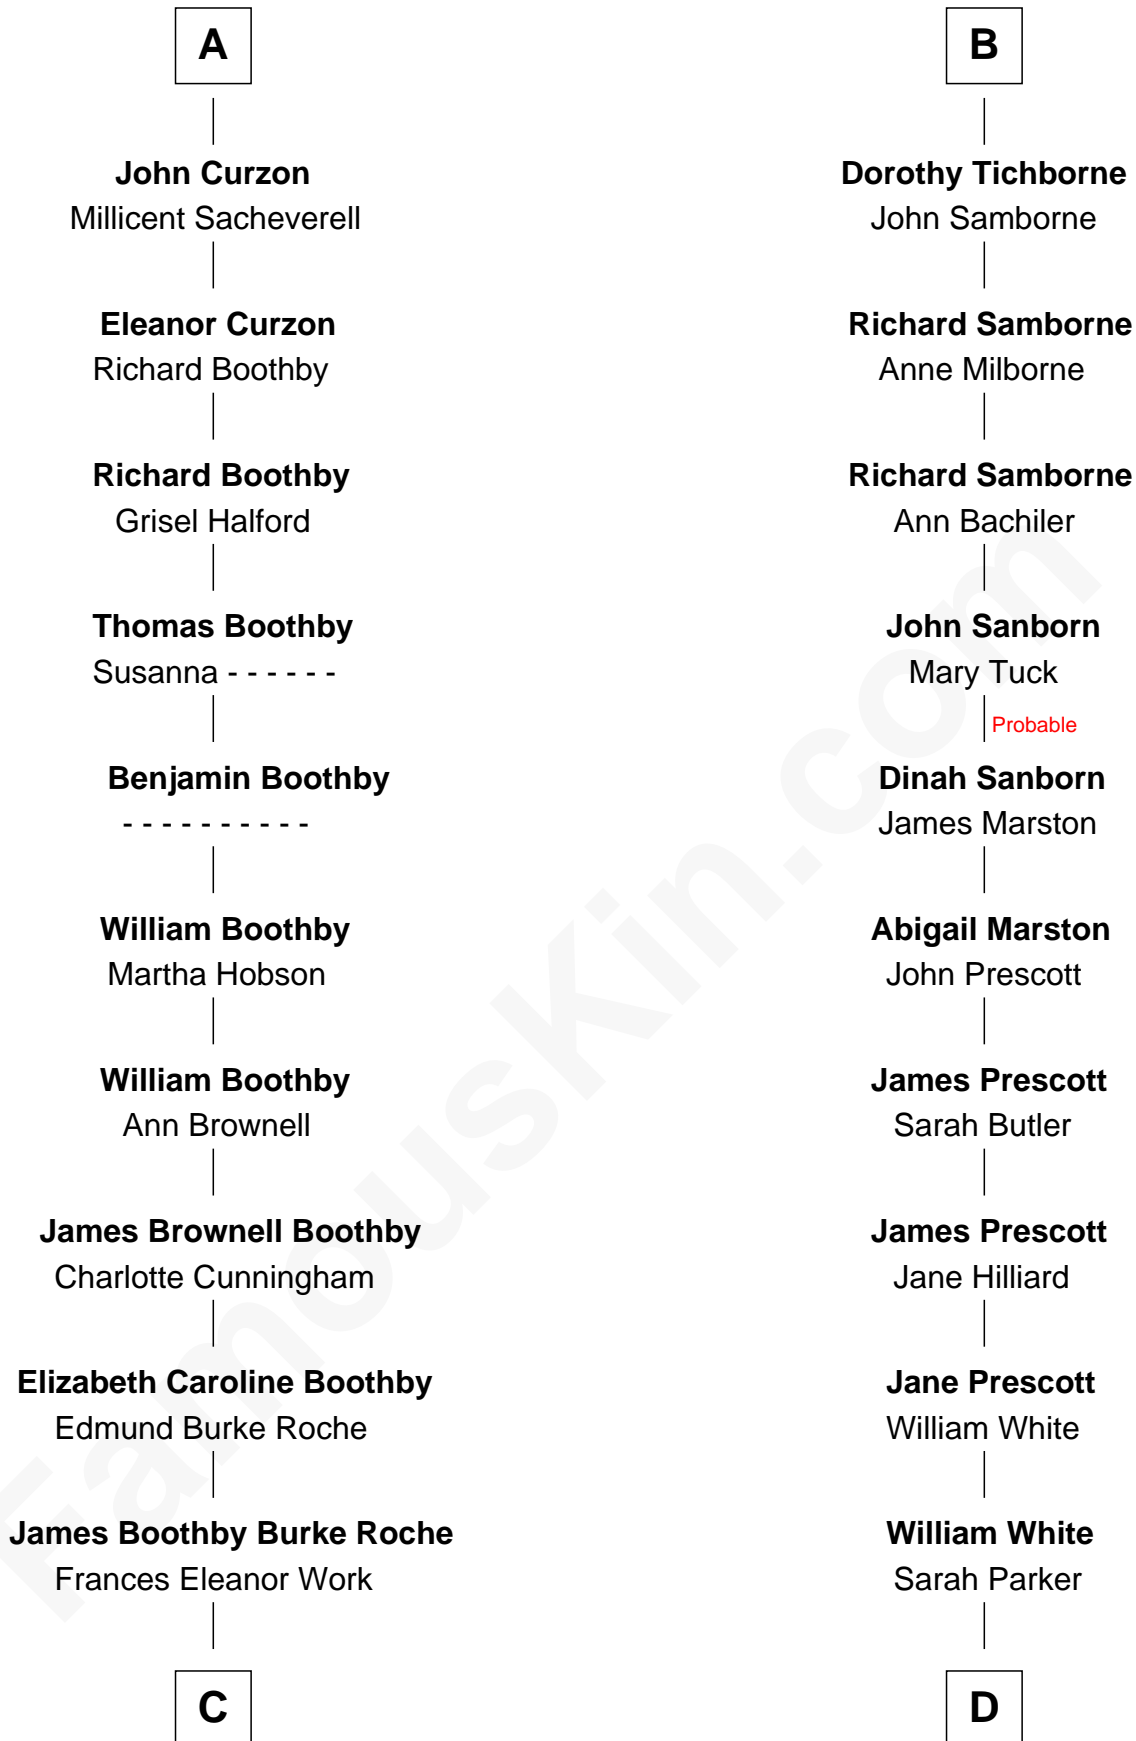 A
John Curzon
Millicent Sacheverell
Eleanor Curzon
Richard Boothby
Richard Boothby
Grisel Halford
Thomas Boothby
Susanna - - - - - -
Benjamin Boothby
- - - - - - - - - -
William Boothby
Martha Hobson
William Boothby
Ann Brownell
James Brownell Boothby
Charlotte Cunningham
Elizabeth Caroline Boothby
Edmund Burke Roche
James Boothby Burke Roche
Frances Eleanor Work
C
B
Dorothy Tichborne
John Samborne
Richard Samborne
Anne Milborne
Richard Samborne
Ann Bachiler
John Sanborn
Mary Tuck
Probable
Dinah Sanborn
James Marston
Abigail Marston
John Prescott
James Prescott
Sarah Butler
James Prescott
Jane Hilliard
Jane Prescott
William White
William White
Sarah Parker
D
FamousKin.com